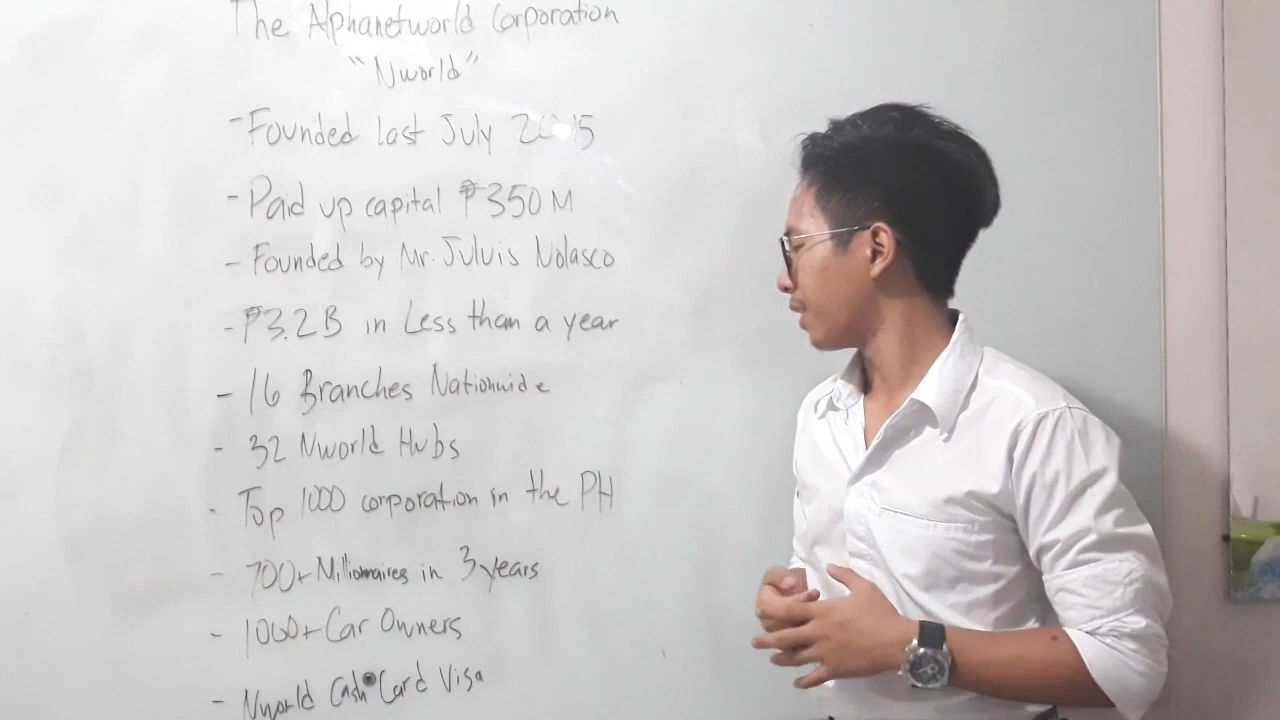 The Alphanetworld Corporation
"Nworld"
- Founded last July 2015
- Paid up capital ₱350M
- Founded by Mr. Juluis Nolasco
- ₱3.2B in Less than a year
- 16 Branches Nationwide
- 32 Nworld Hubs
- Top 1000 corporation in the PH
- 700+ Millionaires in 3 years
- 1000+ Car Owners
- Nworld Cash Card Visa